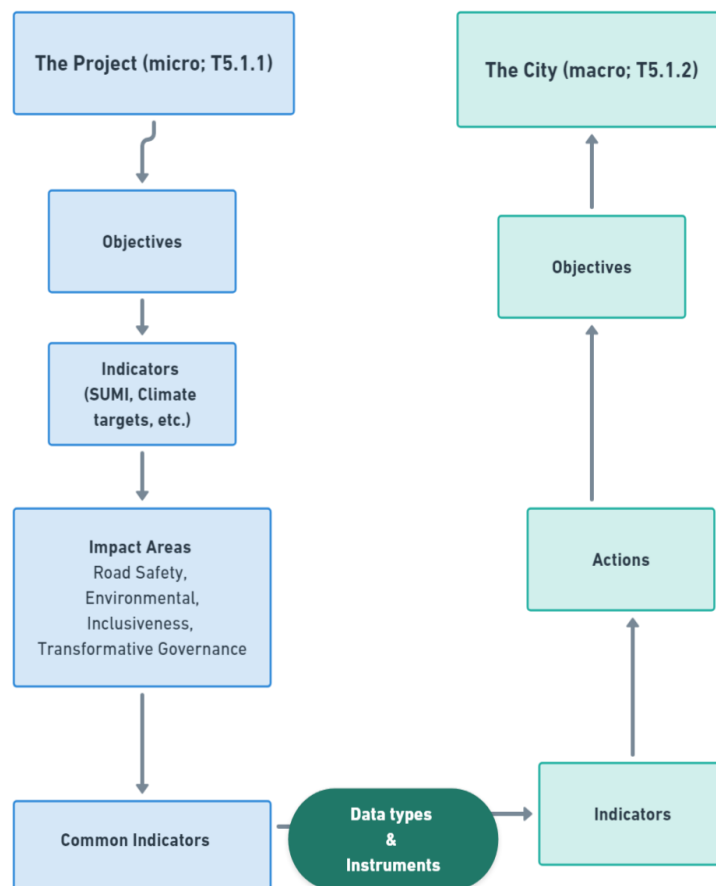 The Project (micro; T5.1.1)
Objectives
Indicators
(SUMI, Climate
targets, etc.)
Impact Areas
Road Safety,
Environmental,
Inclusiveness,
Transformative Governance
Common Indicators
Data types
&
Instruments
Indicators
Actions
Objectives
The City (macro; T5.1.2)